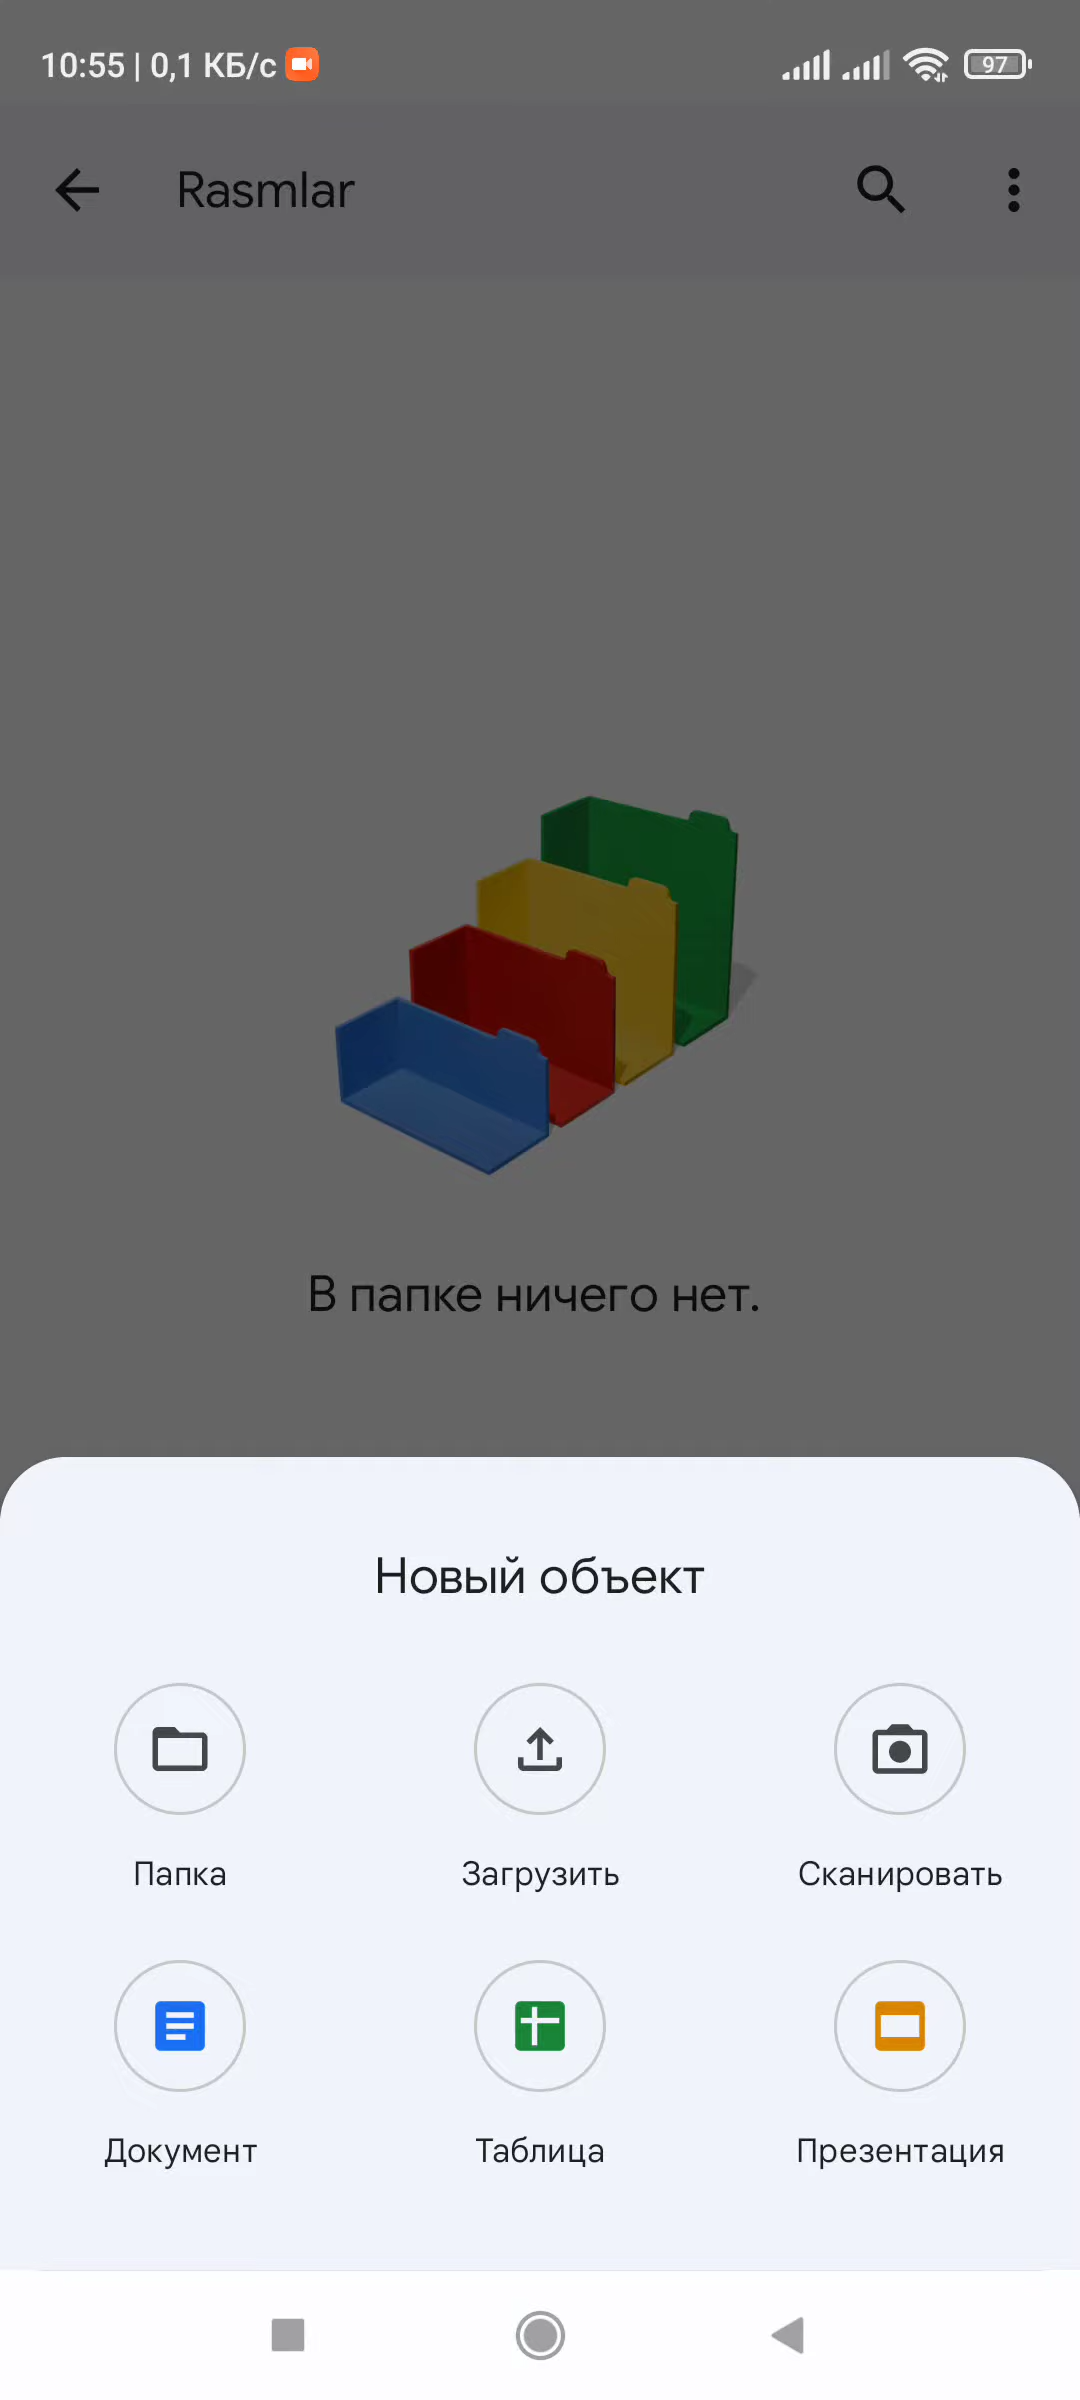 10:55 | 0,1 КБ/с
97
Rasmlar
В папке ничего нет.
Новый объект
Папка
Загрузить
Сканировать
Документ
Таблица
Презентация